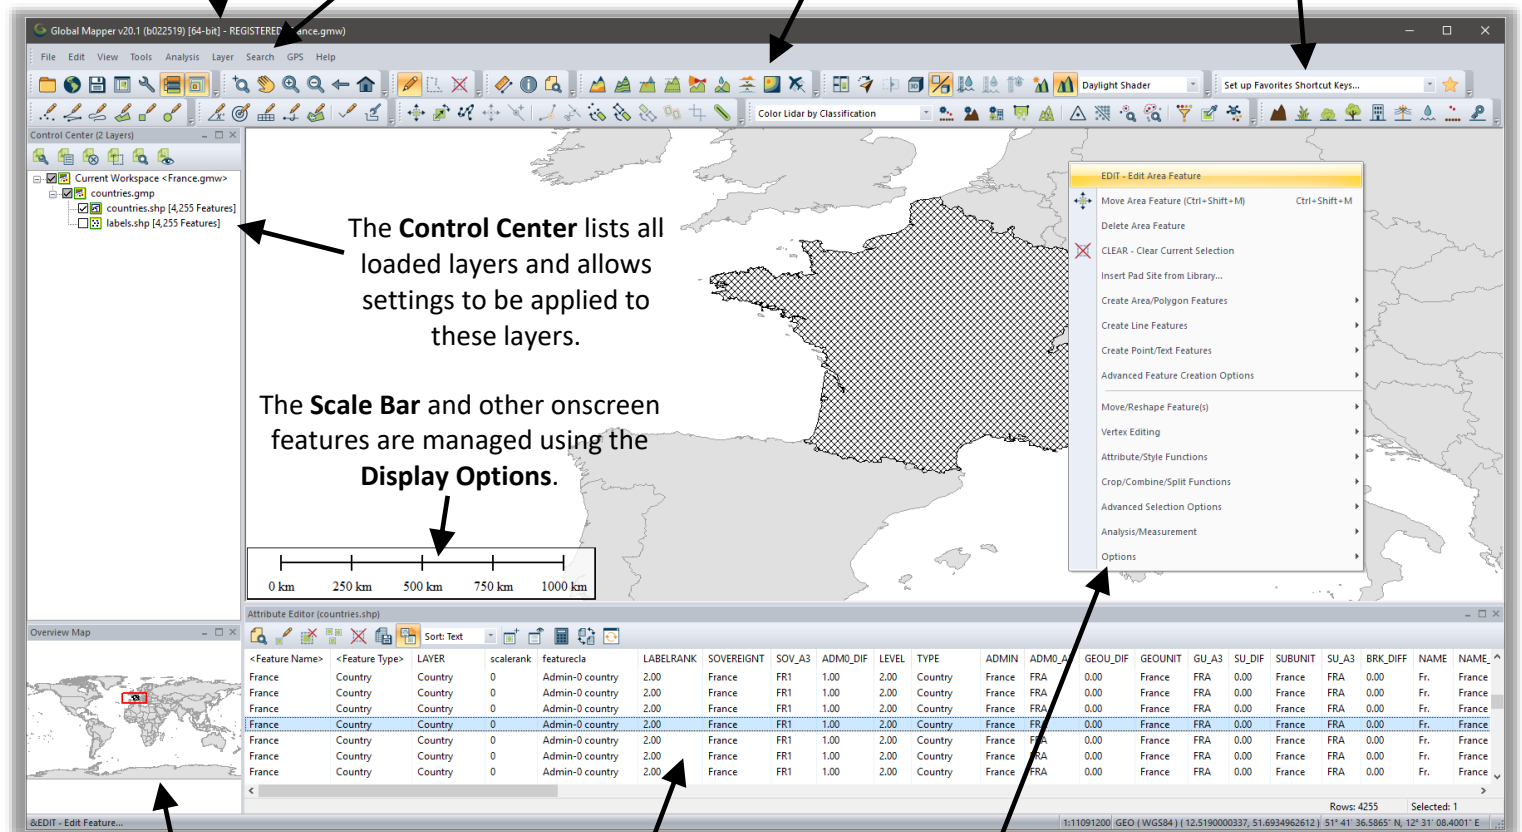 Global Mapper v20.1 (b022519) [64-bit] - REGISTERED ance.gmw)
File Edit View Tools Analysis Layer Search GPS Help
Daylight Shader
Set up Favorites Shortcut Keys...
Color Lidar by Classification
Control Center (2 Layers)
Current Workspace <France.gmw>
countries.gmp
countries.shp [4,255 Features]
labels.shp [4,255 Features]
The Control Center lists all
loaded layers and allows
settings to be applied to
these layers.
The Scale Bar and other onscreen
features are managed using the
Display Options.
0 km 250 km 500 km 750 km 1000 km
EDIT - Edit Area Feature
Move Area Feature (Ctrl+Shift+M) Ctrl+Shift+M
Delete Area Feature
CLEAR - Clear Current Selection
Insert Pad Site from Library...
Create Area/Polygon Features
Create Line Features
Create Point/Text Features
Advanced Feature Creation Options
Move/Reshape Feature(s)
Vertex Editing
Attribute/Style Functions
Crop/Combine/Split Functions
Advanced Selection Options
Analysis/Measurement
Options
Overview Map
Attribute Editor (countries.shp)
Sort: Text
<Feature Name> <Feature Type> LAYER scalerank featurecla LABELRANK SOVEREIGNT SOV_A3 ADM0_DIF LEVEL TYPE ADMIN ADM0_A GEOU_DIF GEOUNIT GU_A3 SU_DIF SUBUNIT SU_A3 BRK_DIFF NAME NAME_
France Country Country 0 Admin-0 country 2.00 France FR1 1.00 2.00 Country France FRA 0.00 France FRA 0.00 France FRA 0.00 Fr. France
France Country Country 0 Admin-0 country 2.00 France FR1 1.00 2.00 Country France FRA 0.00 France FRA 0.00 France FRA 0.00 Fr. France
France Country Country 0 Admin-0 country 2.00 France FR1 1.00 2.00 Country France FRA 0.00 France FRA 0.00 France FRA 0.00 Fr. France
France Country Country 0 Admin-0 country 2.00 France FR1 1.00 2.00 Country France FRA 0.00 France FRA 0.00 France FRA 0.00 Fr. France
France Country Country 0 Admin-0 country 2.00 France FR1 1.00 2.00 Country France FRA 0.00 France FRA 0.00 France FRA 0.00 Fr. France
France Country Country 0 Admin-0 country 2.00 France FR1 1.00 2.00 Country France FRA 0.00 France FRA 0.00 France FRA 0.00 Fr. France
France Country Country 0 Admin-0 country 2.00 France FR1 1.00 2.00 Country France FRA 0.00 France FRA 0.00 France FRA 0.00 Fr. France
Rows: 4255 Selected: 1
&EDIT - Edit Feature...
1:11091200 GEO ( WGS84 ) ( 12.5190000337, 51.6934962612 ) 51° 41' 36.5865" N, 12° 31' 08.4001" E